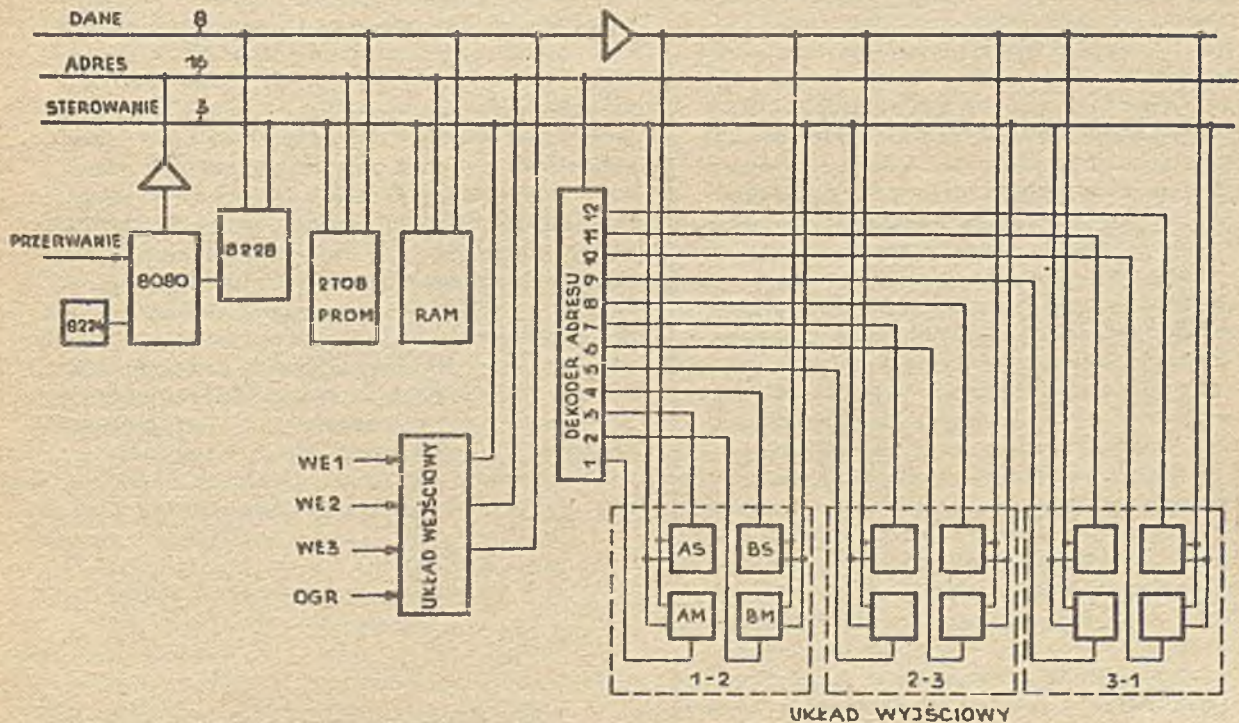 DANE 8
ADRES 16
STEROWANIE 3
PRZERWANIE
8080
8228
8224
2708
PROM
RAM
DEKODER ADRESU
12
11
10
9
8
7
6
5
4
3
2
1
WE1
WE2
WE3
OGR
UKŁAD WEJŚCIOWY
AS
BS
AM
BM
1-2
2-3
3-1
UKŁAD WYJŚCIOWY